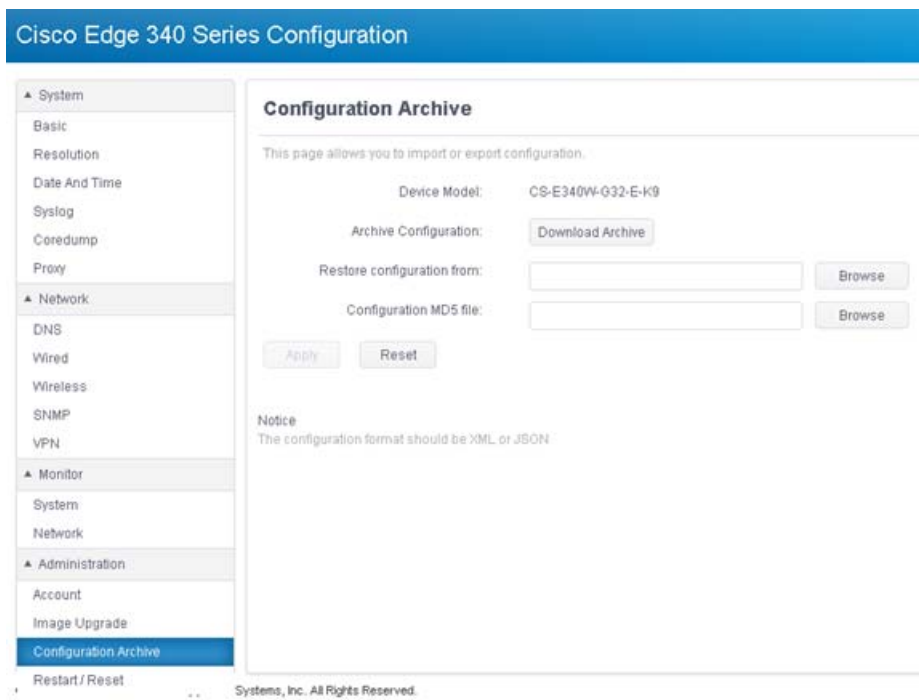 Cisco Edge 340 Series Configuration
System
Basic
Resolution
Date And Time
Syslog
Coredump
Proxy
Network
DNS
Wired
Wireless
SNMP
VPN
Monitor
System
Network
Administration
Account
Image Upgrade
Configuration Archive
Restart / Reset
Configuration Archive
This page allows you to import or export configuration.
Device Model: CS-E340W-G32-E-K9
Archive Configuration: Download Archive
Restore configuration from: Browse
Configuration MD5 file: Browse
Apply Reset
Notice
The configuration format should be XML or JSON
Systems, Inc. All Rights Reserved.